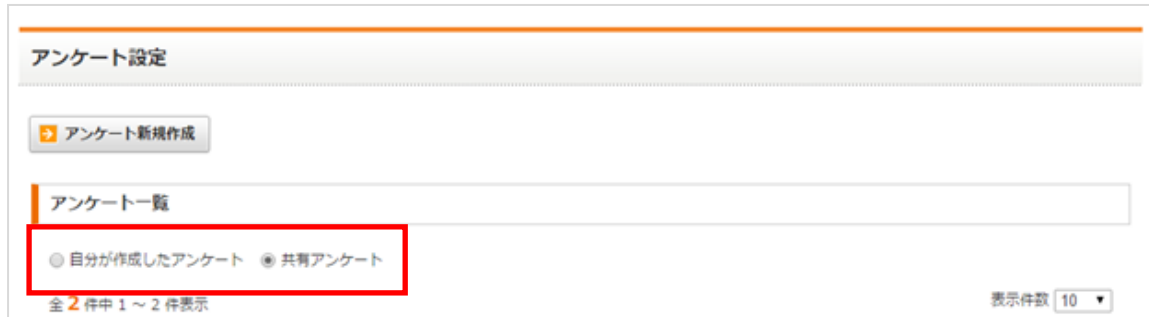 アンケート設定
アンケート新規作成
アンケート一覧
自分が作成したアンケート 共有アンケート
全 2 件中 1 ～ 2 件表示 表示件数 10